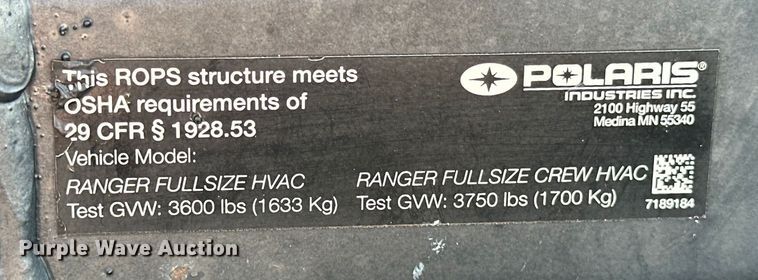 This ROPS structure meets
OSHA requirements of
29 CFR § 1928.53
Vehicle Model:
RANGER FULLSIZE HVAC
Test GVW: 3600 lbs (1633 Kg)
POLARIS®
INDUSTRIES INC.
2100 Highway 55
Medina MN 55340
RANGER FULLSIZE CREW HVAC
Test GVW: 3750 lbs (1700 Kg)
7189184
Purple Wave Auction